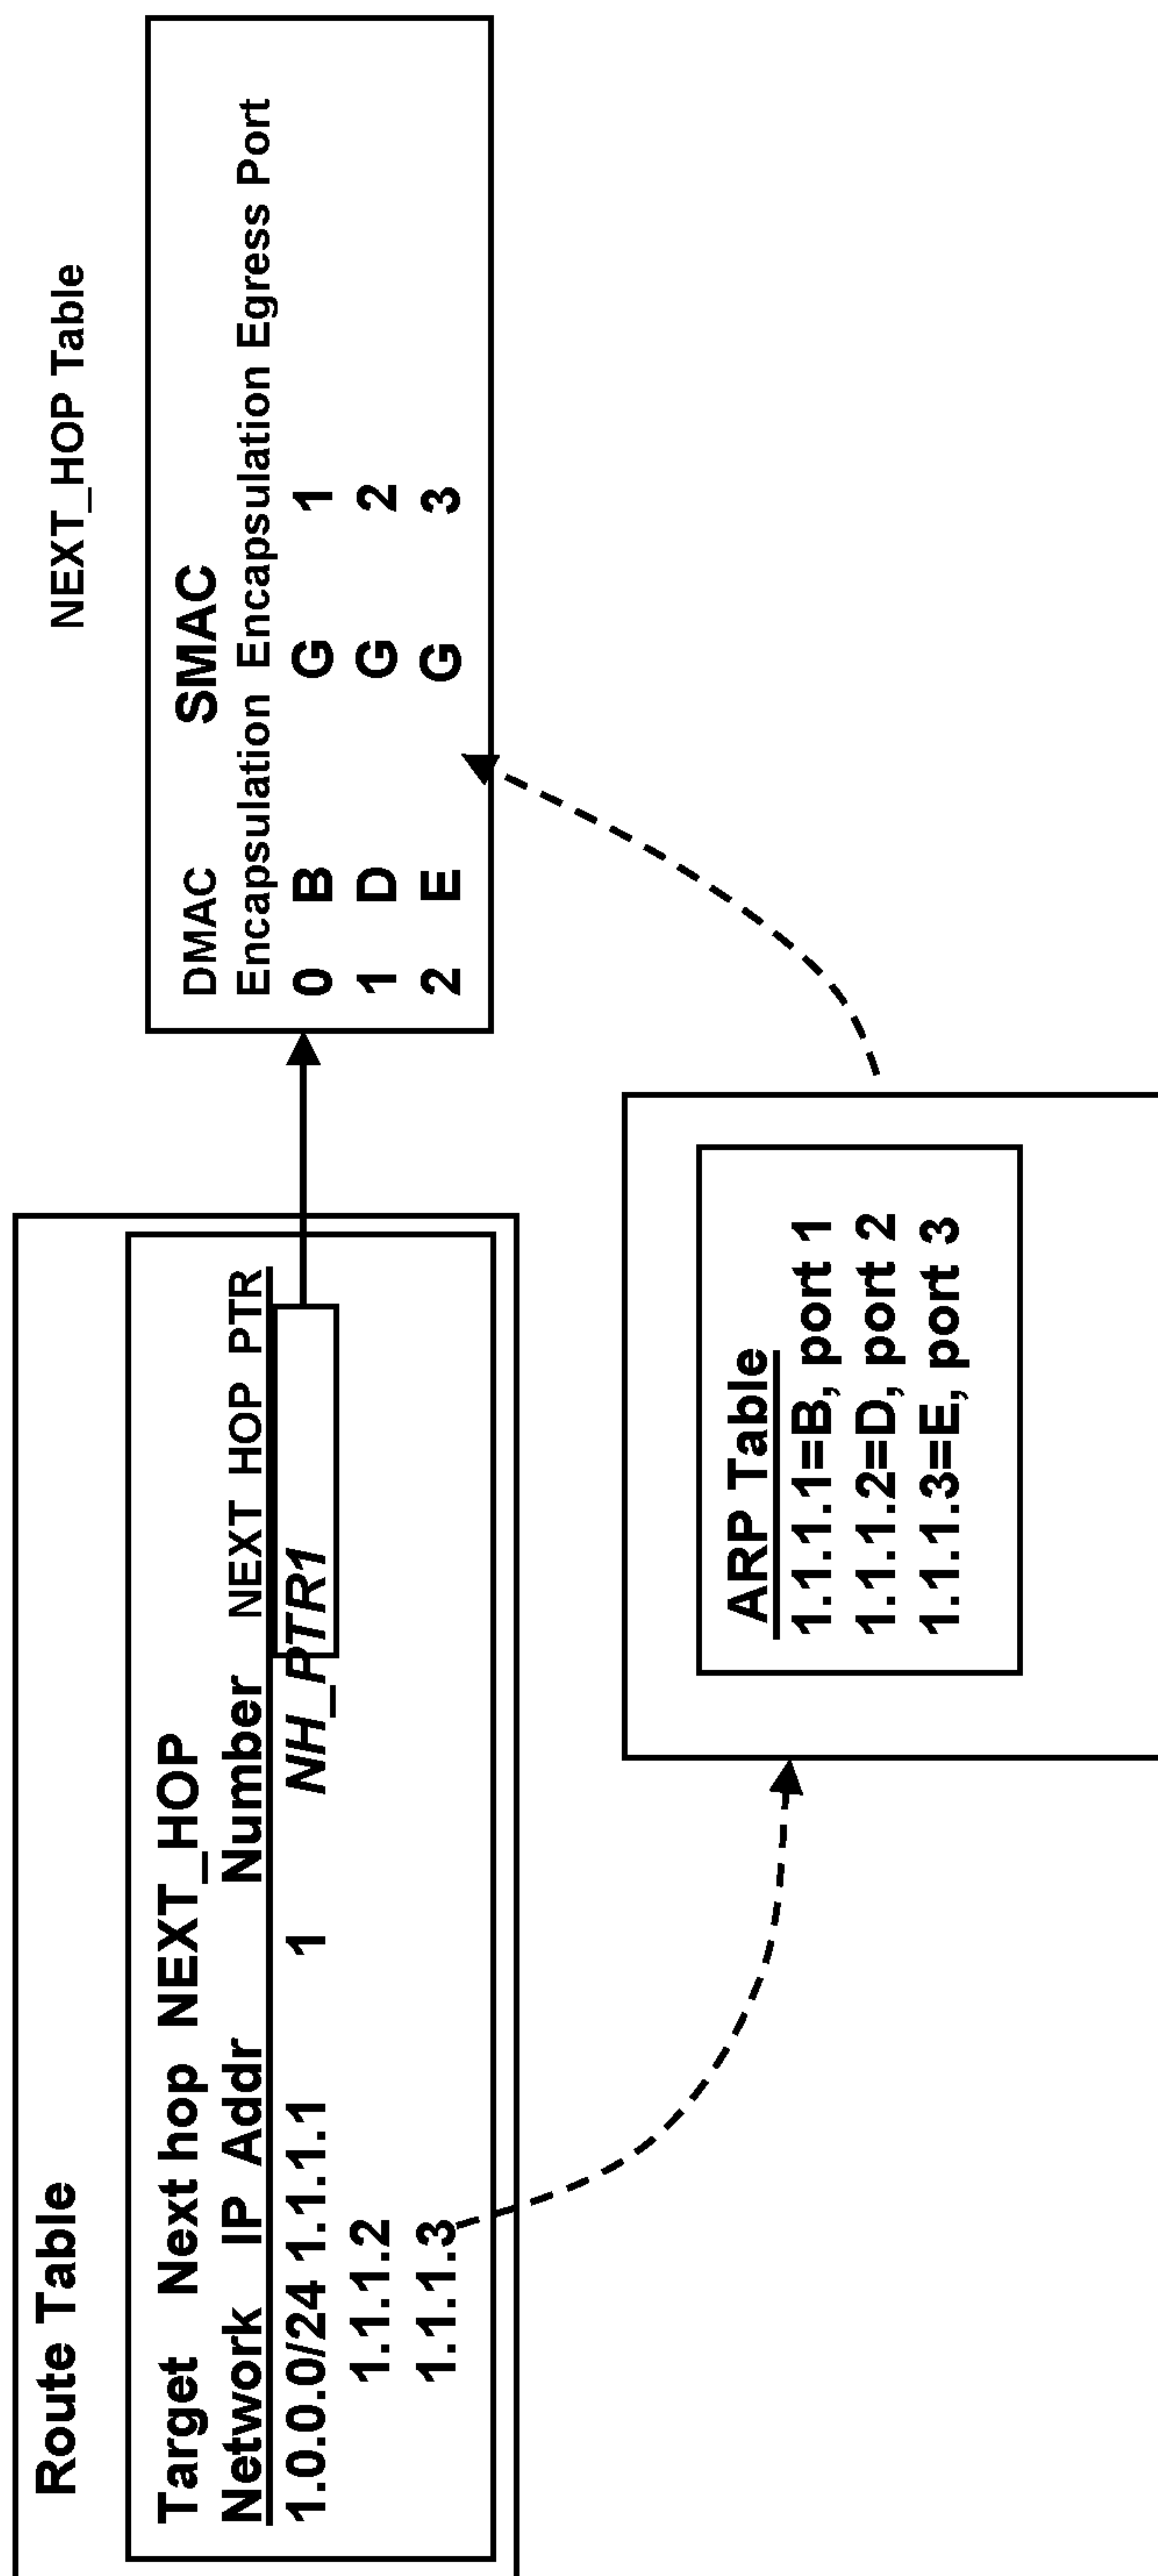 Route Table
Target Next hop NEXT_HOP
Network IP Addr Number NEXT HOP PTR
1.0.0.0/24 1.1.1.1 1 NH_PTR1
1.1.1.2
1.1.1.3
NEXT_HOP Table
DMAC SMAC
Encapsulation Encapsulation Egress Port
0 B G 1
1 D G 2
2 E G 3
ARP Table
1.1.1.1=B, port 1
1.1.1.2=D, port 2
1.1.1.3=E, port 3